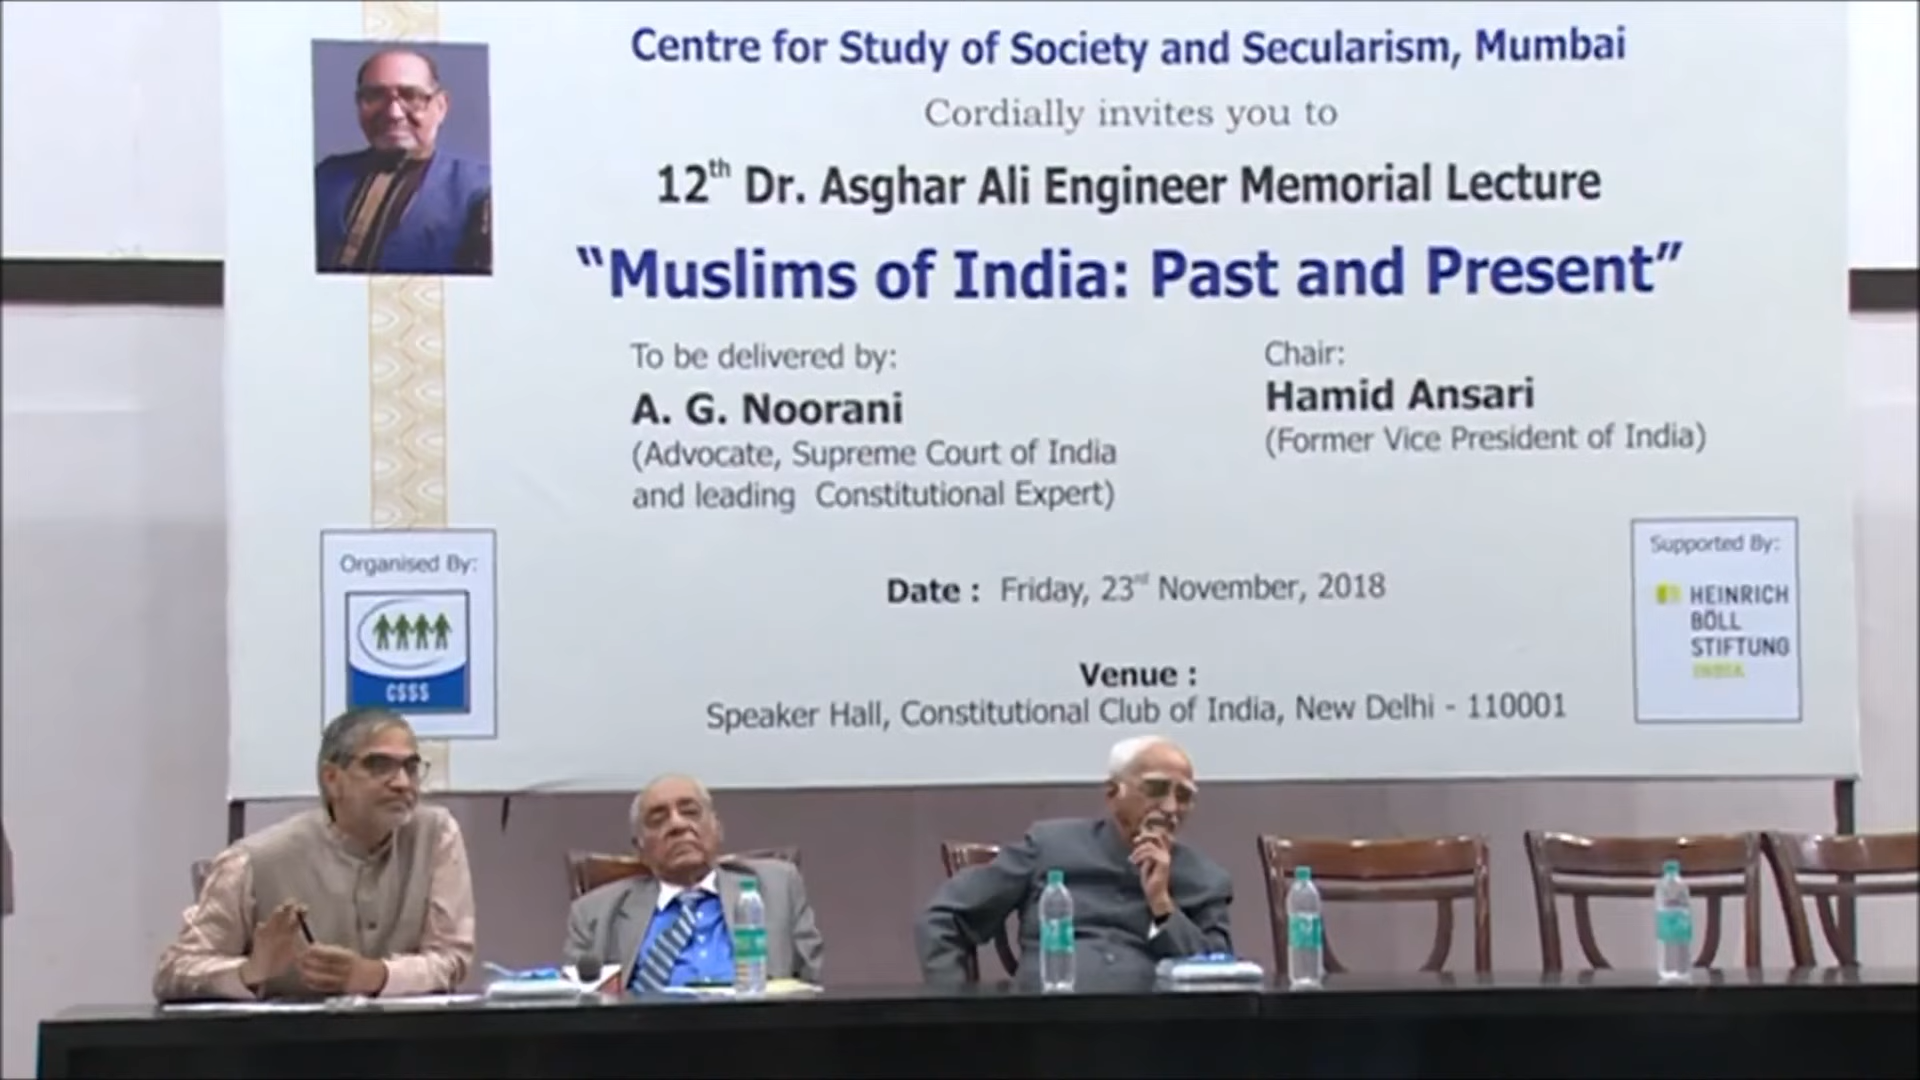 Centre for Study of Society and Secularism, Mumbai
Cordially invites you to
12th Dr. Asghar Ali Engineer Memorial Lecture
"Muslims of India: Past and Present"
To be delivered by:
A. G. Noorani
(Advocate, Supreme Court of India
and leading Constitutional Expert)
Chair:
Hamid Ansari
(Former Vice President of India)
Organised By:
CSSS
Date : Friday, 23rd November, 2018
Venue :
Speaker Hall, Constitutional Club of India, New Delhi - 110001
Supported By:
HEINRICH
BÖLL
STIFTUNG
INDIA